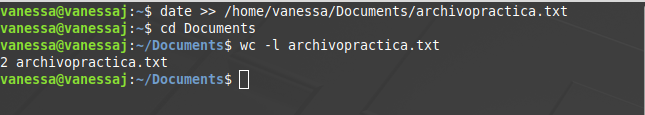 vanessa@vanessaj:~$ date >> /home/vanessa/Documents/archivopractica.txt
vanessa@vanessaj:~$ cd Documents
vanessa@vanessaj:~/Documents$ wc -l archivopractica.txt
2 archivopractica.txt
vanessa@vanessaj:~/Documents$